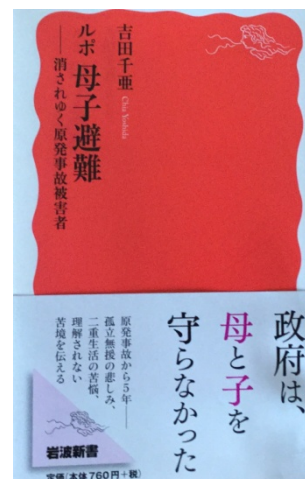 吉田千亜
Chia Yoshida
ルポ 母子避難
――消されゆく原発事故被害者
政府は、
母と子を
守らなかった
原発事故から5年――
孤立無援の悲しみ、
二重生活の苦悩、
理解されない
苦境を伝える
岩波新書
定価(本体760円+税)